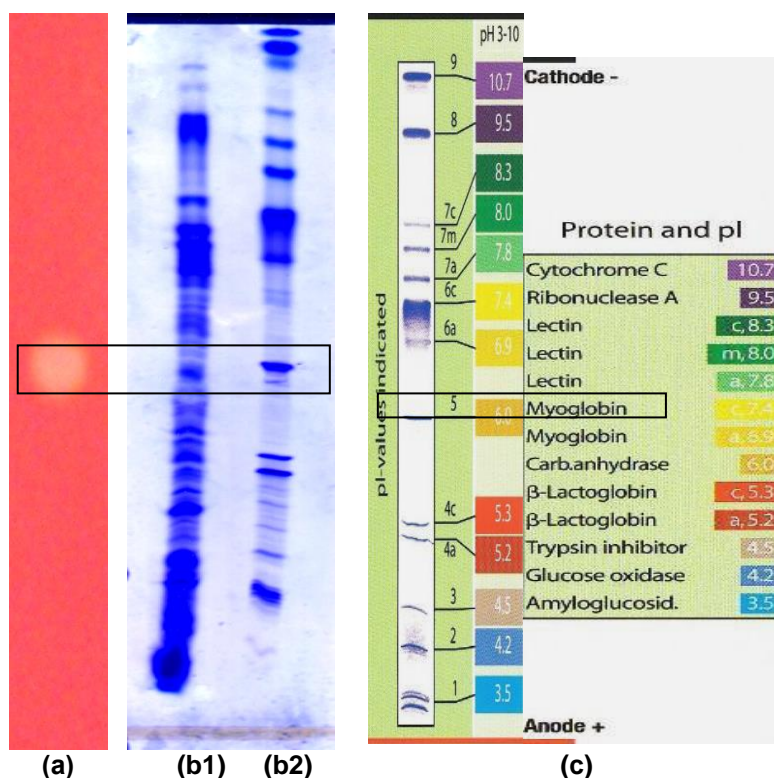 pH 3-10
9
10.7
Cathode -
8
9.5
8.3
7c
8.0
7m
7a
7.8
6c
7.4
6a
6.9
5
6.0
4c
5.3
4a
5.2
3
4.5
2
4.2
1
3.5
Anode +
pI-values indicated
Protein and pI
Cytochrome C 10.7
Ribonuclease A 9.5
Lectin c, 8.3
Lectin m, 8.0
Lectin a, 7.8
Myoglobin c, 7.4
Myoglobin a, 6.9
Carb.anhydrase 6.0
β-Lactoglobin c, 5.3
β-Lactoglobin a, 5.2
Trypsin inhibitor 4.5
Glucose oxidase 4.2
Amyloglucosid. 3.5
(a) (b1) (b2) (c)